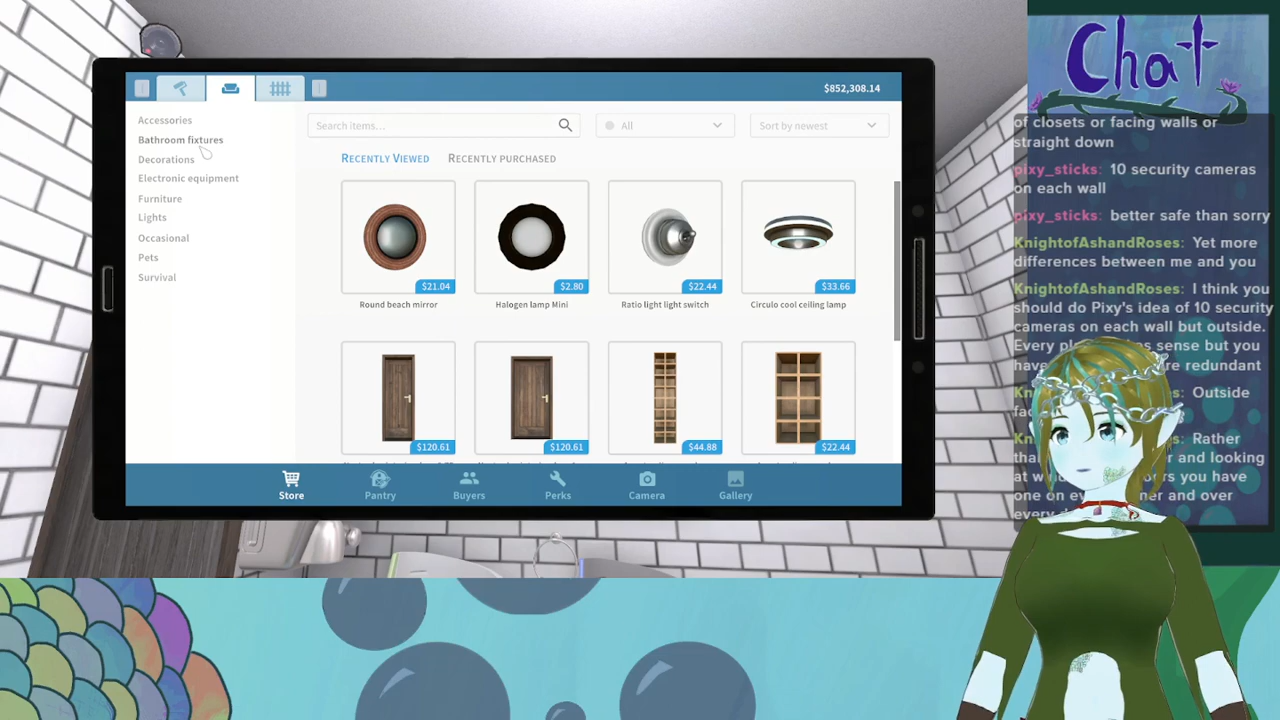 $852,308.14
Accessories
Bathroom fixtures
Decorations
Electronic equipment
Furniture
Lights
Occasional
Pets
Survival
Search items...
All
Sort by newest
RECENTLY VIEWED
RECENTLY PURCHASED
$21.04
$2.80
$22.44
$33.66
Round beach mirror
Halogen lamp Mini
Ratio light light switch
Circulo cool ceiling lamp
$120.61
$120.61
$44.88
$22.44
Store
Pantry
Buyers
Perks
Camera
Gallery
Chat
of closets or facing walls or
straight down
pixy_sticks: 10 security cameras
on each wall
pixy_sticks: better safe than sorry
KnightofAshandRoses: Yet more
differences between me and you
KnightofAshandRoses: I think you
should do Pixy's idea of 10 security
cameras on each wall but outside.
Every sense but you
have redundant
Outside
Rather
and looking
you have
one on and over
every